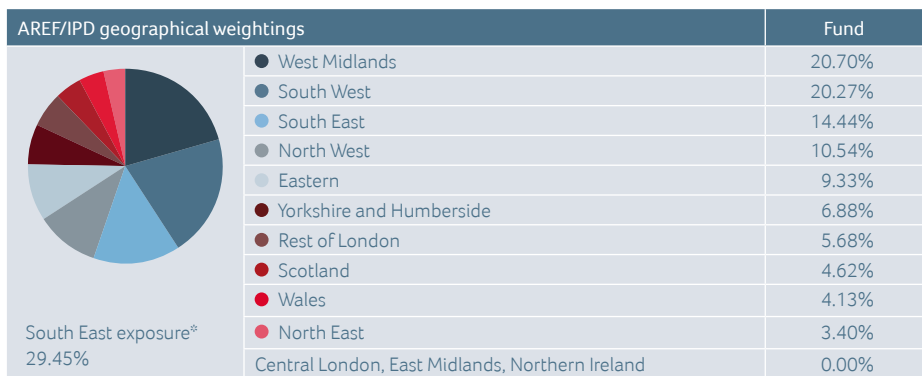 AREF/IPD geographical weightings Fund
West Midlands 20.70%
South West 20.27%
South East 14.44%
North West 10.54%
Eastern 9.33%
Yorkshire and Humberside 6.88%
Rest of London 5.68%
Scotland 4.62%
Wales 4.13%
North East 3.40%
Central London, East Midlands, Northern Ireland 0.00%
South East exposure*
29.45%